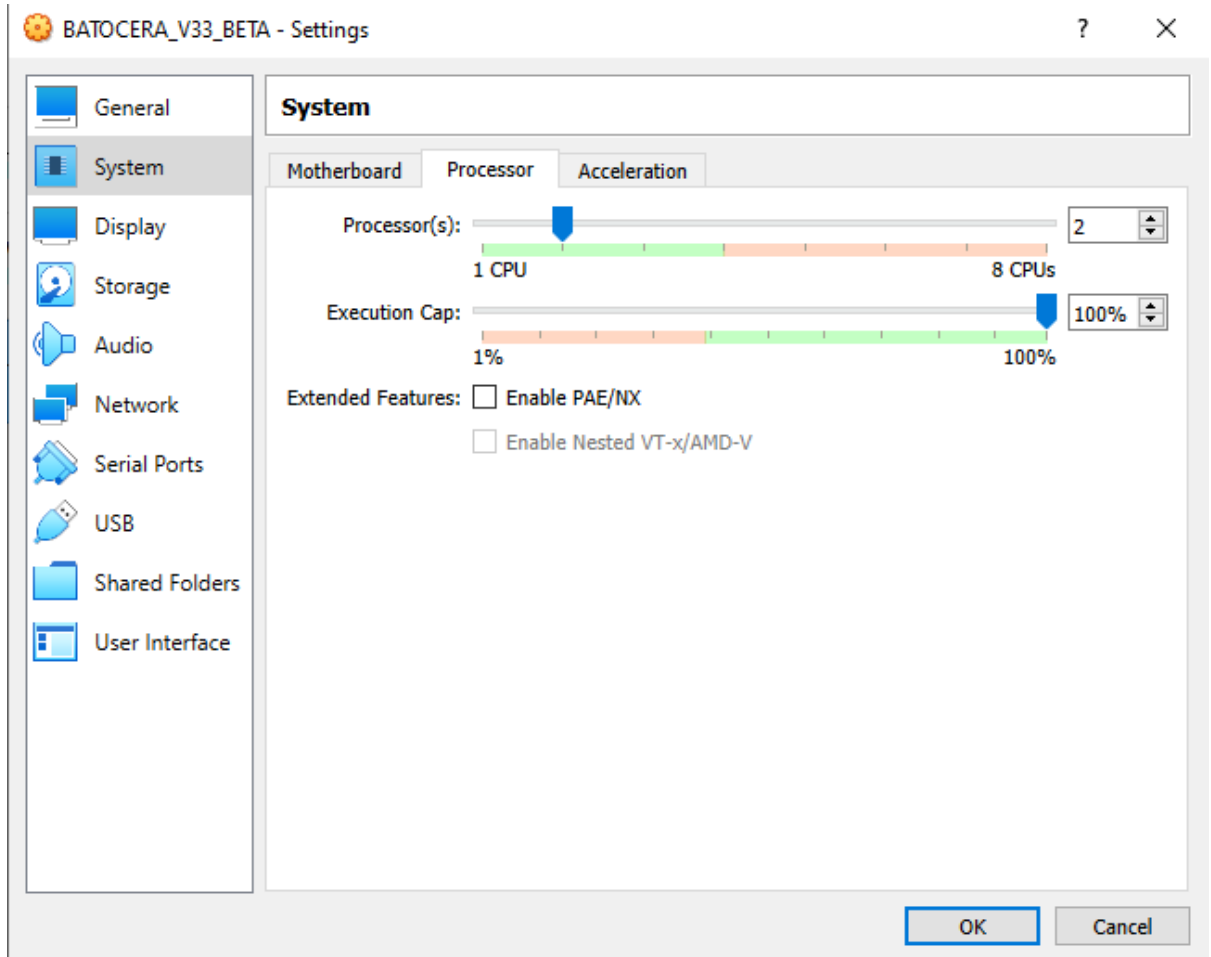 BATOCERA_V33_BETA - Settings
?
General
System
Display
Storage
Audio
Network
Serial Ports
USB
Shared Folders
User Interface
System
Motherboard Processor Acceleration
Processor(s): 2
1 CPU 8 CPUs
Execution Cap: 100%
1% 100%
Extended Features: Enable PAE/NX
Enable Nested VT-x/AMD-V
OK Cancel